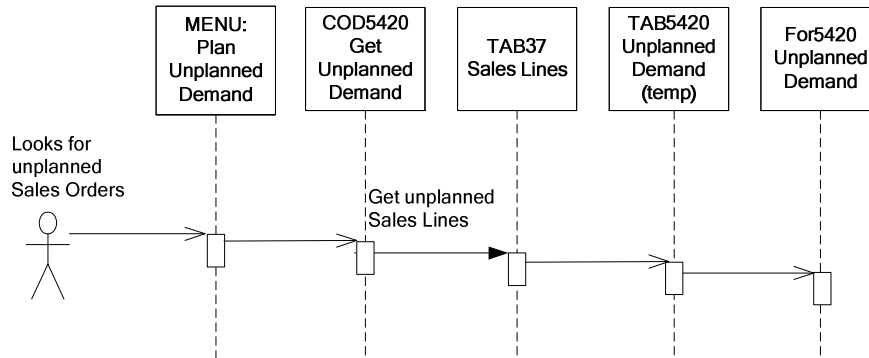 MENU:
Plan
Unplanned
Demand
COD5420
Get
Unplanned
Demand
TAB37
Sales Lines
TAB5420
Unplanned
Demand
(temp)
For5420
Unplanned
Demand
Looks for
unplanned
Sales Orders
Get unplanned
Sales Lines